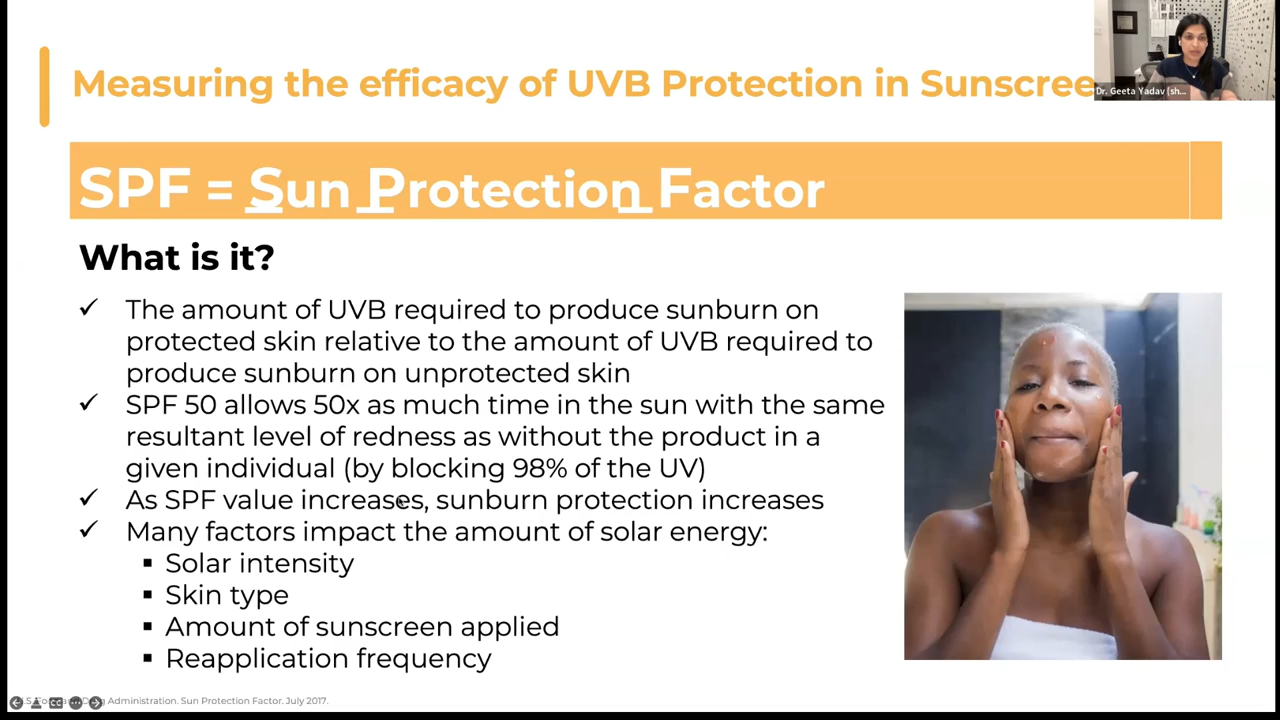 Measuring the efficacy of UVB Protection in Sunscree
Dr. Geeta Yadav (sh...
SPF = Sun Protection Factor
What is it?
✓ The amount of UVB required to produce sunburn on
protected skin relative to the amount of UVB required to
produce sunburn on unprotected skin
✓ SPF 50 allows 50x as much time in the sun with the same
resultant level of redness as without the product in a
given individual (by blocking 98% of the UV)
✓ As SPF value increases, sunburn protection increases
✓ Many factors impact the amount of solar energy:
▪ Solar intensity
▪ Skin type
▪ Amount of sunscreen applied
▪ Reapplication frequency
Administration. Sun Protection Factor. July 2017.